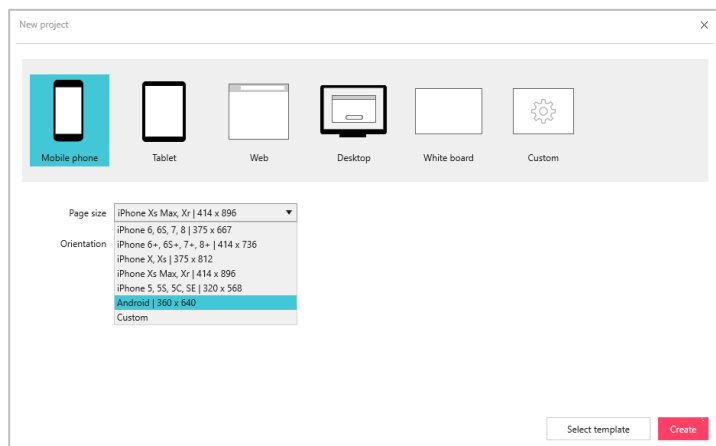 New project
Mobile phone
Tablet
Web
Desktop
White board
Custom
Page size
iPhone Xs Max, Xr | 414 x 896
Orientation
iPhone 6, 6S, 7, 8 | 375 x 667
iPhone 6+, 6S+, 7+, 8+ | 414 x 736
iPhone X, Xs | 375 x 812
iPhone Xs Max, Xr | 414 x 896
iPhone 5, 5S, 5C, SE | 320 x 568
Android | 360 x 640
Custom
Select template
Create